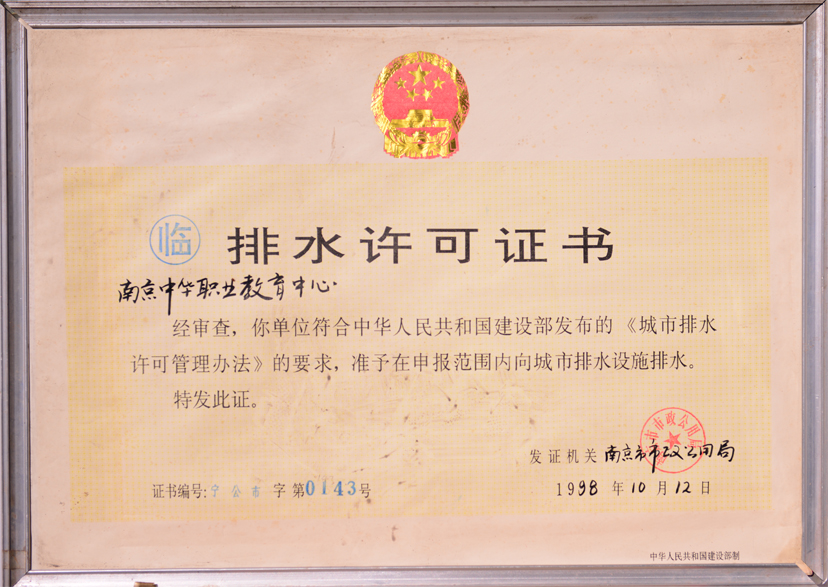 临 排水许可证书
南京中华职业教育中心
经审查，你单位符合中华人民共和国建设部发布的《城市排水
许可管理办法》的要求，准予在申报范围内向城市排水设施排水。
特发此证。
市市政公用局
发证机关 南京市市政公用局
证书编号：宁公市 字 第0143号
1998 年 10 月 12 日
中华人民共和国建设部制